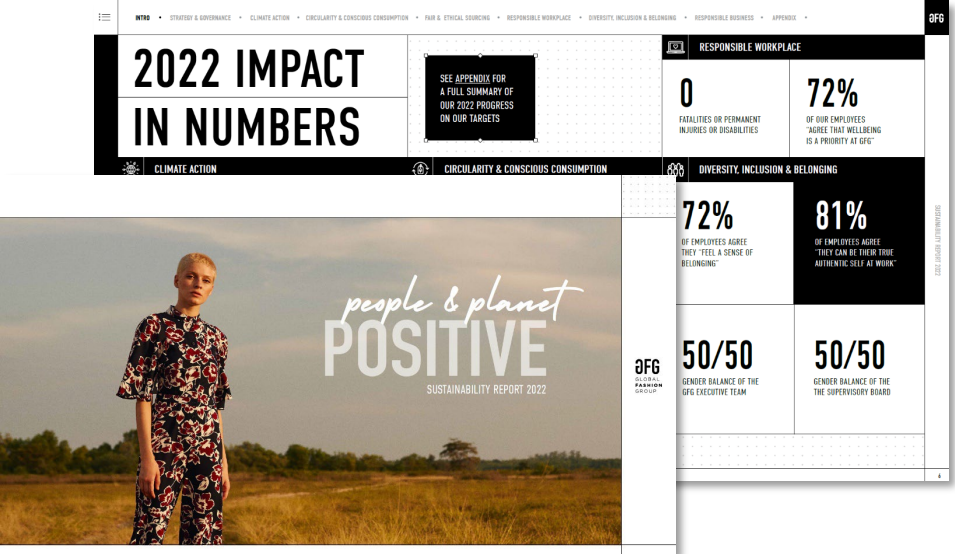 INTRO • STRATEGY & GOVERNANCE • CLIMATE ACTION • CIRCULARITY & CONSCIOUS CONSUMPTION • FAIR & ETHICAL SOURCING • RESPONSIBLE WORKPLACE • DIVERSITY, INCLUSION & BELONGING • RESPONSIBLE BUSINESS • APPENDIX •
GFG
2022 IMPACT
IN NUMBERS
SEE APPENDIX FOR
A FULL SUMMARY OF
OUR 2022 PROGRESS
ON OUR TARGETS
RESPONSIBLE WORKPLACE
0
FATALITIES OR PERMANENT
INJURIES OR DISABILITIES
72%
OF OUR EMPLOYEES
"AGREE THAT WELLBEING
IS A PRIORITY AT GFG"
CLIMATE ACTION
CIRCULARITY & CONSCIOUS CONSUMPTION
DIVERSITY, INCLUSION & BELONGING
72%
OF EMPLOYEES AGREE
THEY "FEEL A SENSE OF
BELONGING"
81%
OF EMPLOYEES AGREE
"THEY CAN BE THEIR TRUE
AUTHENTIC SELF AT WORK"
50/50
GENDER BALANCE OF THE
GFG EXECUTIVE TEAM
50/50
GENDER BALANCE OF THE
THE SUPERVISORY BOARD
SUSTAINABILITY REPORT 2022
people & planet
POSITIVE
SUSTAINABILITY REPORT 2022
GFG
GLOBAL
FASHION
GROUP